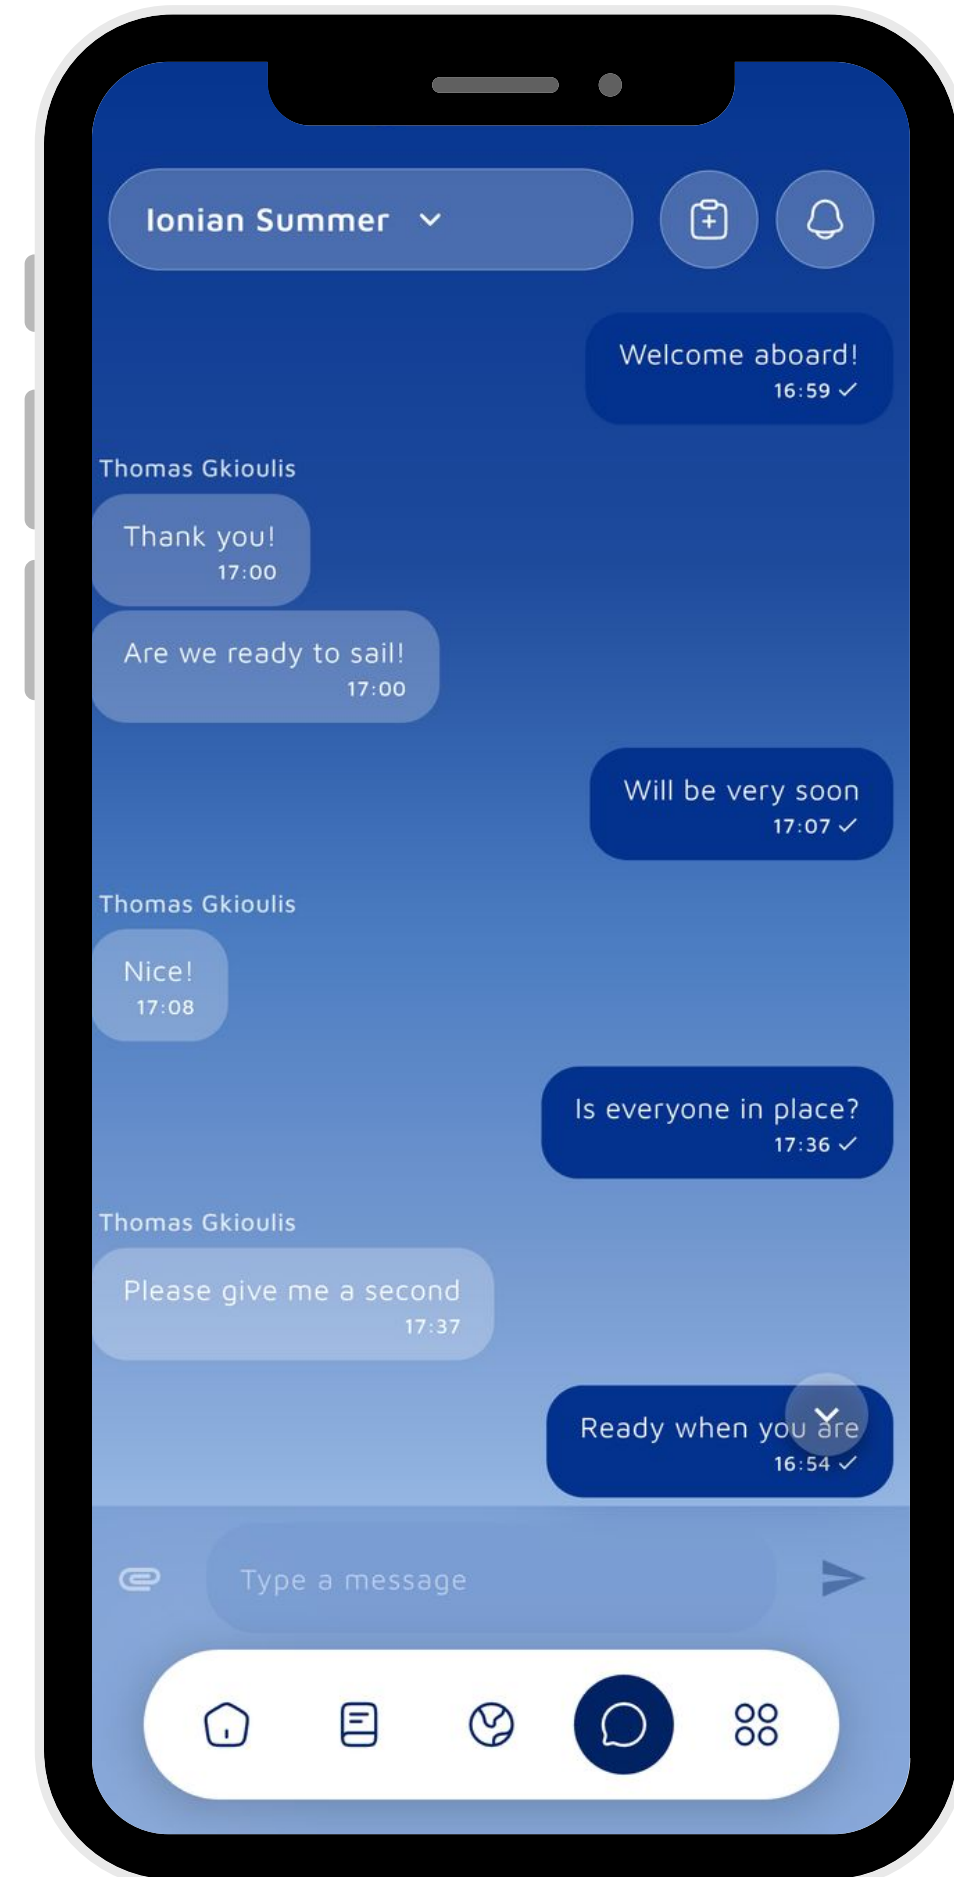 Ionian Summer
Welcome aboard!
16:59
Thomas Gkioulis
Thank you!
17:00
Are we ready to sail!
17:00
Will be very soon
17:07
Thomas Gkioulis
Nice!
17:08
Is everyone in place?
17:36
Thomas Gkioulis
Please give me a second
17:37
Ready when you are
16:54
Type a message